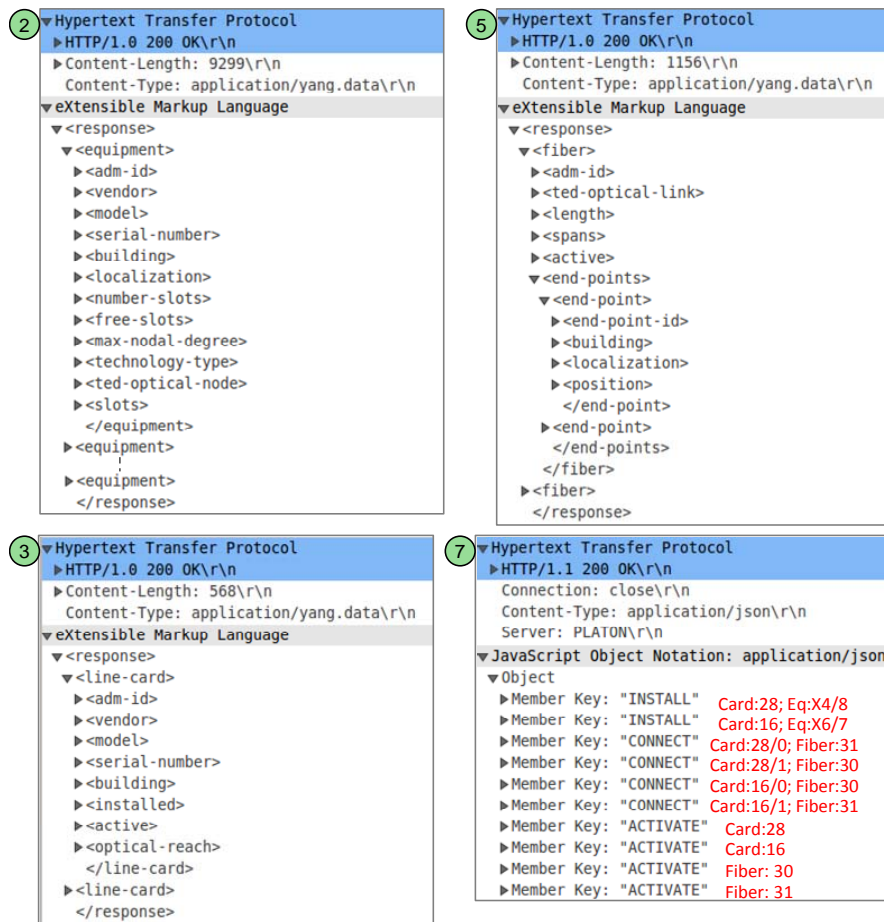 2
Hypertext Transfer Protocol
HTTP/1.0 200 OK\r\n
Content-Length: 9299\r\n
Content-Type: application/yang.data\r\n
eXtensible Markup Language
<response>
<equipment>
<adm-id>
<vendor>
<model>
<serial-number>
<building>
<localization>
<number-slots>
<free-slots>
<max-nodal-degree>
<technology-type>
<ted-optical-node>
<slots>
</equipment>
<equipment>
<equipment>
</response>
5
Hypertext Transfer Protocol
HTTP/1.0 200 OK\r\n
Content-Length: 1156\r\n
Content-Type: application/yang.data\r\n
eXtensible Markup Language
<response>
<fiber>
<adm-id>
<ted-optical-link>
<length>
<spans>
<active>
<end-points>
<end-point>
<end-point-id>
<building>
<localization>
<position>
</end-point>
<end-point>
</end-points>
</fiber>
<fiber>
</response>
3
Hypertext Transfer Protocol
HTTP/1.0 200 OK\r\n
Content-Length: 568\r\n
Content-Type: application/yang.data\r\n
eXtensible Markup Language
<response>
<line-card>
<adm-id>
<vendor>
<model>
<serial-number>
<building>
<installed>
<active>
<optical-reach>
</line-card>
<line-card>
</response>
7
Hypertext Transfer Protocol
HTTP/1.1 200 OK\r\n
Connection: close\r\n
Content-Type: application/json\r\n
Server: PLATON\r\n
JavaScript Object Notation: application/json
Object
Member Key: "INSTALL" Card:28; Eq:X4/8
Member Key: "INSTALL" Card:16; Eq:X6/7
Member Key: "CONNECT" Card:28/0; Fiber:31
Member Key: "CONNECT" Card:28/1; Fiber:30
Member Key: "CONNECT" Card:16/0; Fiber:30
Member Key: "CONNECT" Card:16/1; Fiber:31
Member Key: "ACTIVATE" Card:28
Member Key: "ACTIVATE" Card:16
Member Key: "ACTIVATE" Fiber: 30
Member Key: "ACTIVATE" Fiber: 31